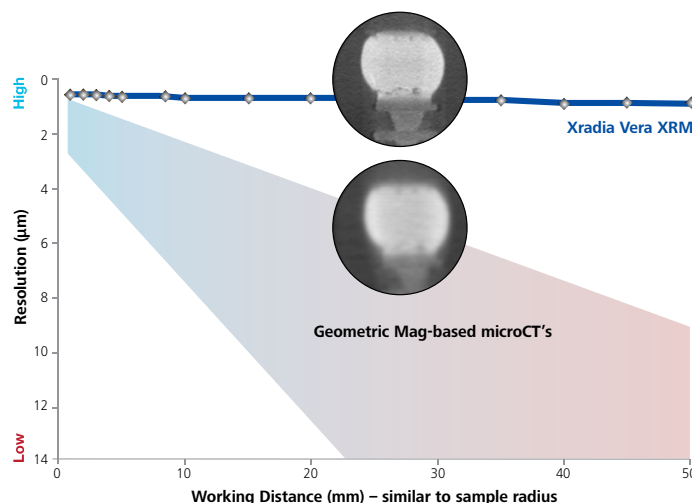 High
Resolution (µm)
Low
0
2
4
6
8
10
12
14
Xradia Vera XRM
Geometric Mag-based microCT’s
0
10
20
30
40
50
Working Distance (mm) – similar to sample radius